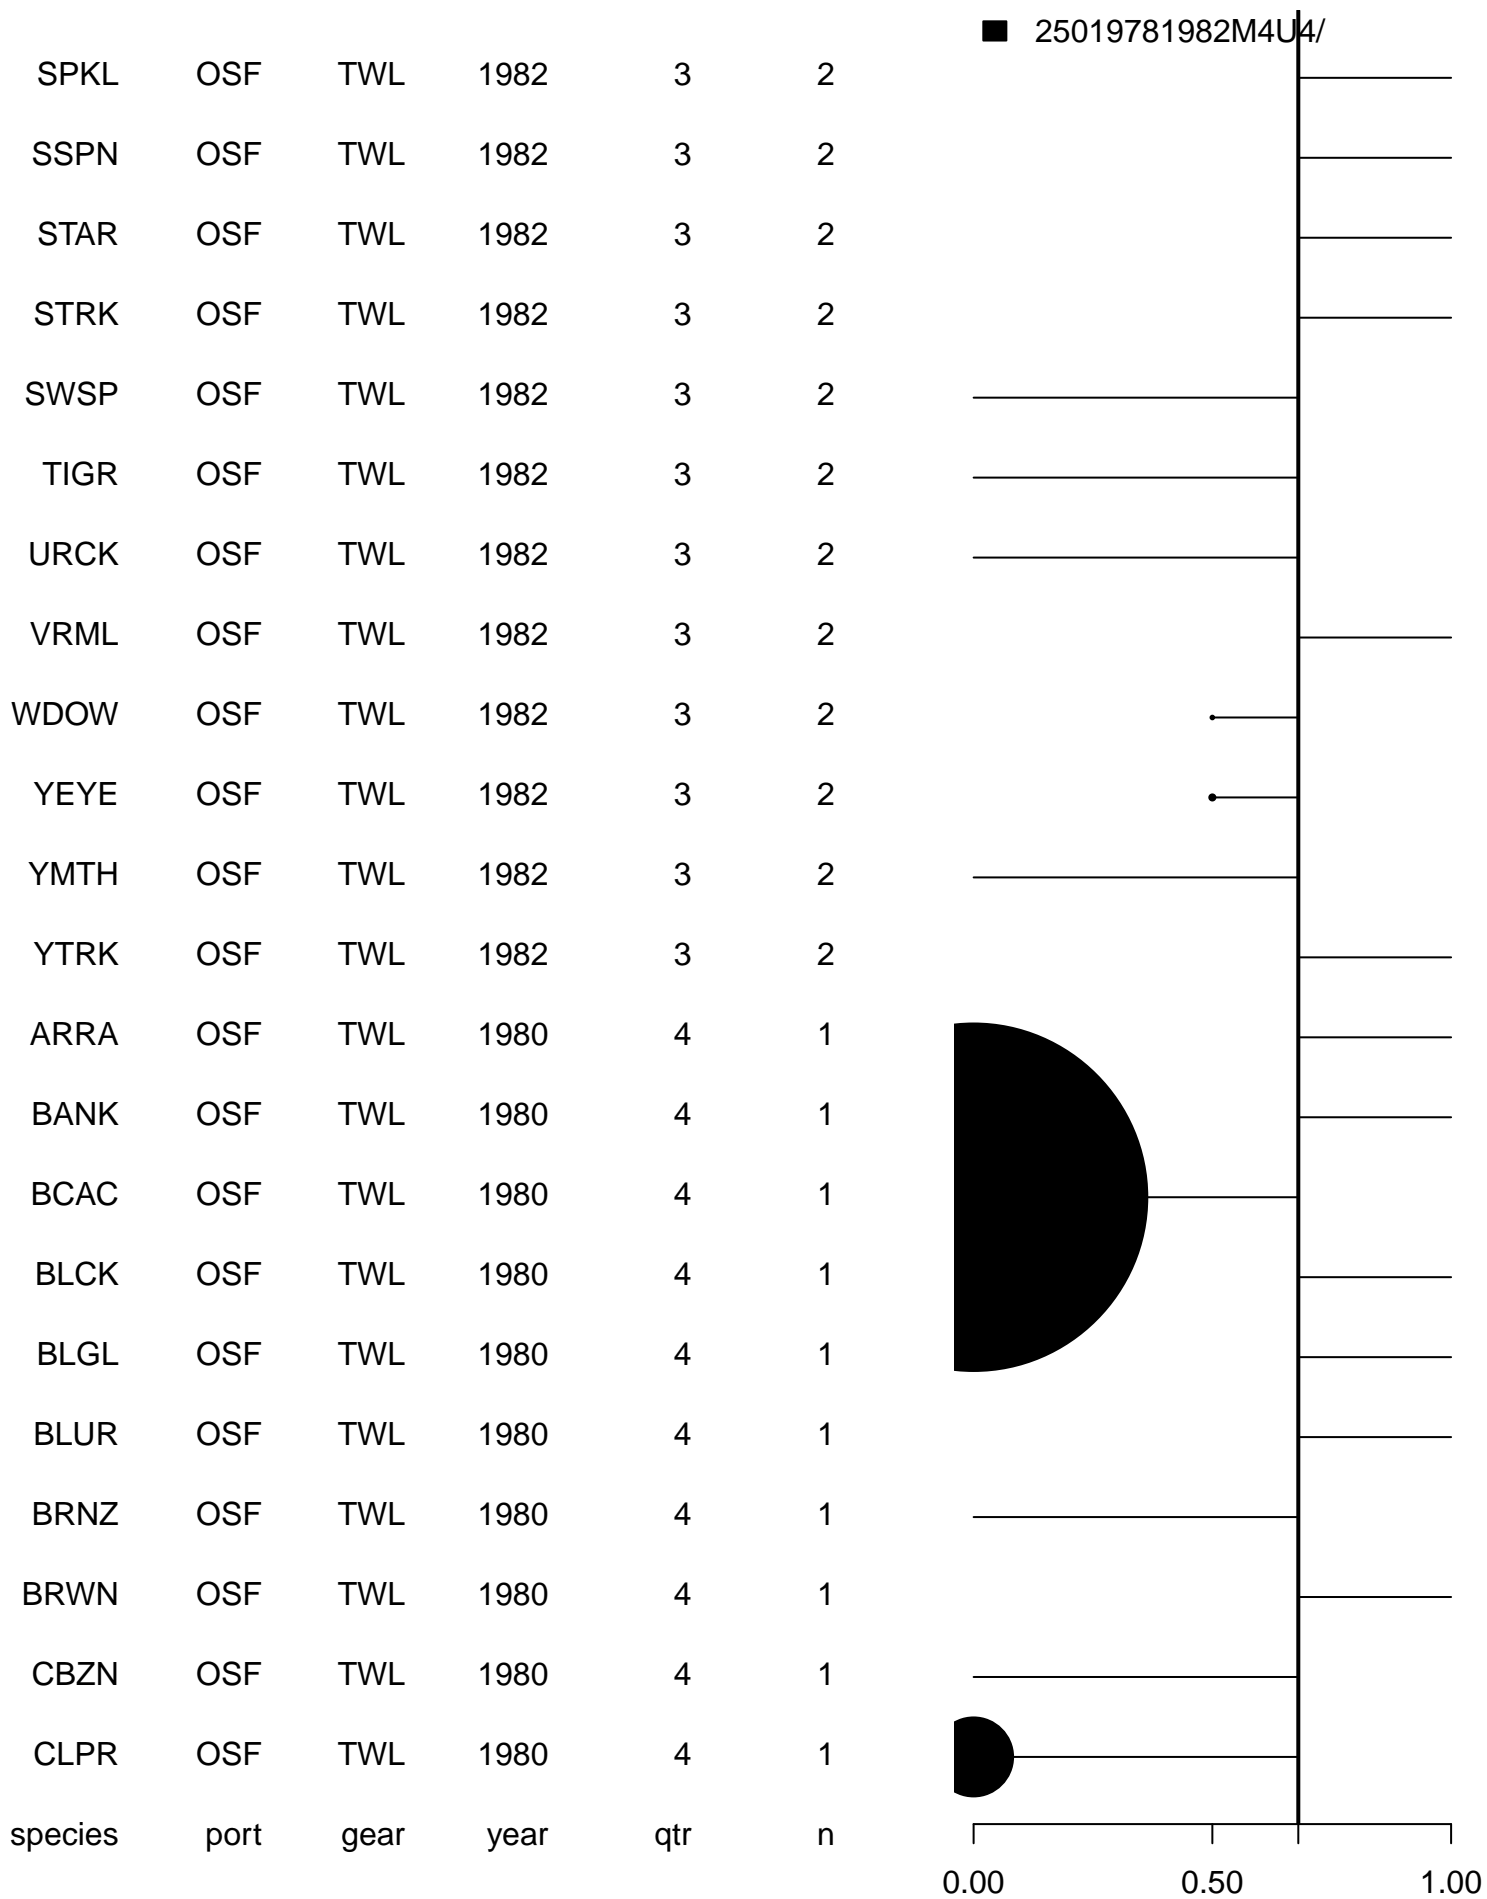 25019781982M4U4/
SPKL OSF TWL 1982 3 2
SSPN OSF TWL 1982 3 2
STAR OSF TWL 1982 3 2
STRK OSF TWL 1982 3 2
SWSP OSF TWL 1982 3 2
TIGR OSF TWL 1982 3 2
URCK OSF TWL 1982 3 2
VRML OSF TWL 1982 3 2
WDOW OSF TWL 1982 3 2
YEYE OSF TWL 1982 3 2
YMTH OSF TWL 1982 3 2
YTRK OSF TWL 1982 3 2
ARRA OSF TWL 1980 4 1
BANK OSF TWL 1980 4 1
BCAC OSF TWL 1980 4 1
BLCK OSF TWL 1980 4 1
BLGL OSF TWL 1980 4 1
BLUR OSF TWL 1980 4 1
BRNZ OSF TWL 1980 4 1
BRWN OSF TWL 1980 4 1
CBZN OSF TWL 1980 4 1
CLPR OSF TWL 1980 4 1
species port gear year qtr n
0.00 0.50 1.00